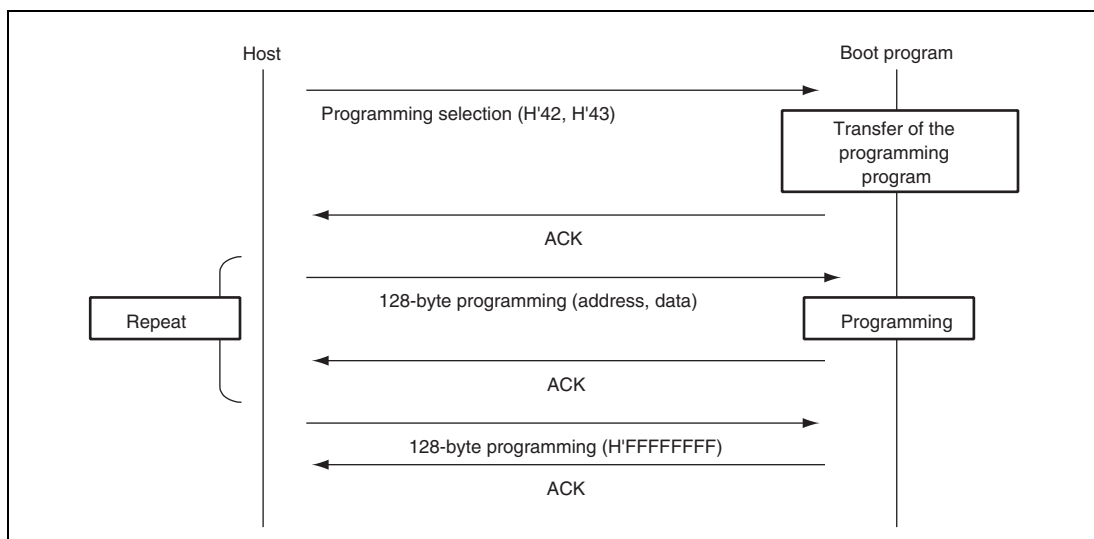 Host
Boot program
Programming selection (H'42, H'43)
Transfer of the
programming
program
ACK
128-byte programming (address, data)
Repeat
Programming
ACK
128-byte programming (H'FFFFFFFF)
ACK